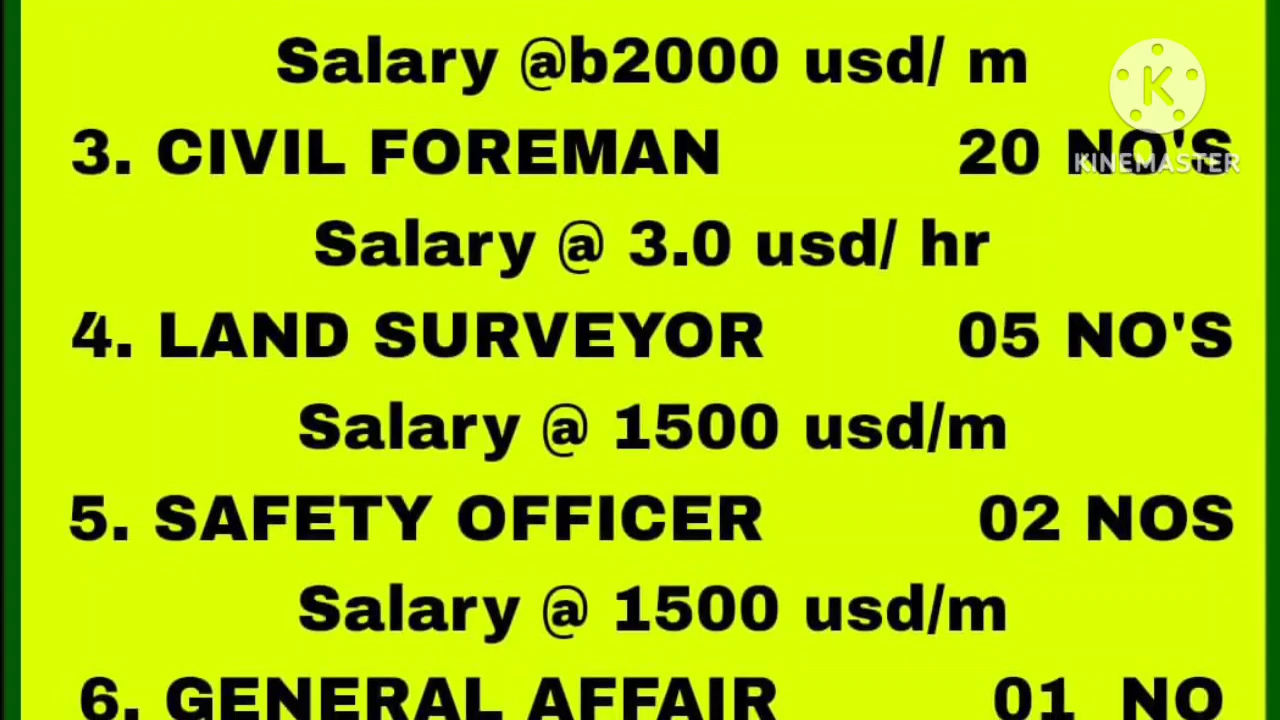 Salary @b2000 usd/ m
K
KINEMASTER
3. CIVIL FOREMAN 20 NO'S
Salary @ 3.0 usd/ hr
4. LAND SURVEYOR 05 NO'S
Salary @ 1500 usd/m
5. SAFETY OFFICER 02 NOS
Salary @ 1500 usd/m
6. GENERAL AFFAIR 01 NO